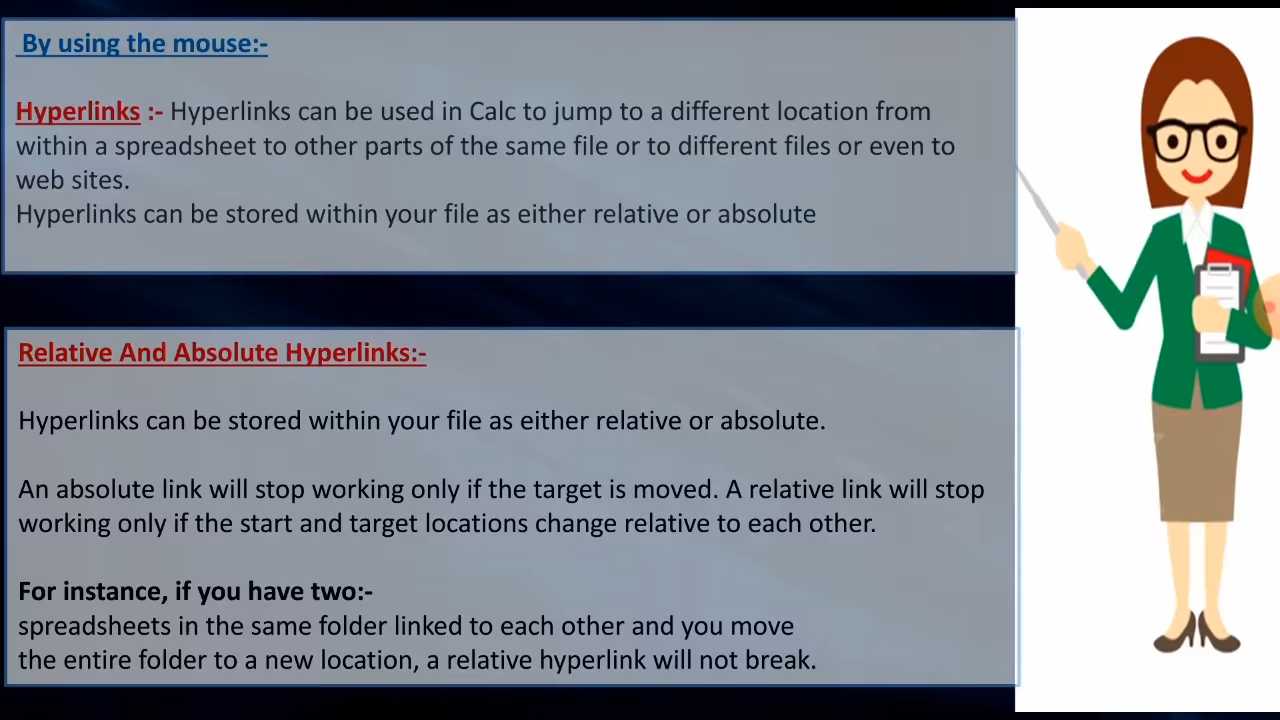 By using the mouse:-
Hyperlinks :- Hyperlinks can be used in Calc to jump to a different location from
within a spreadsheet to other parts of the same file or to different files or even to
web sites.
Hyperlinks can be stored within your file as either relative or absolute
Relative And Absolute Hyperlinks:-
Hyperlinks can be stored within your file as either relative or absolute.
An absolute link will stop working only if the target is moved. A relative link will stop
working only if the start and target locations change relative to each other.
For instance, if you have two:-
spreadsheets in the same folder linked to each other and you move
the entire folder to a new location, a relative hyperlink will not break.